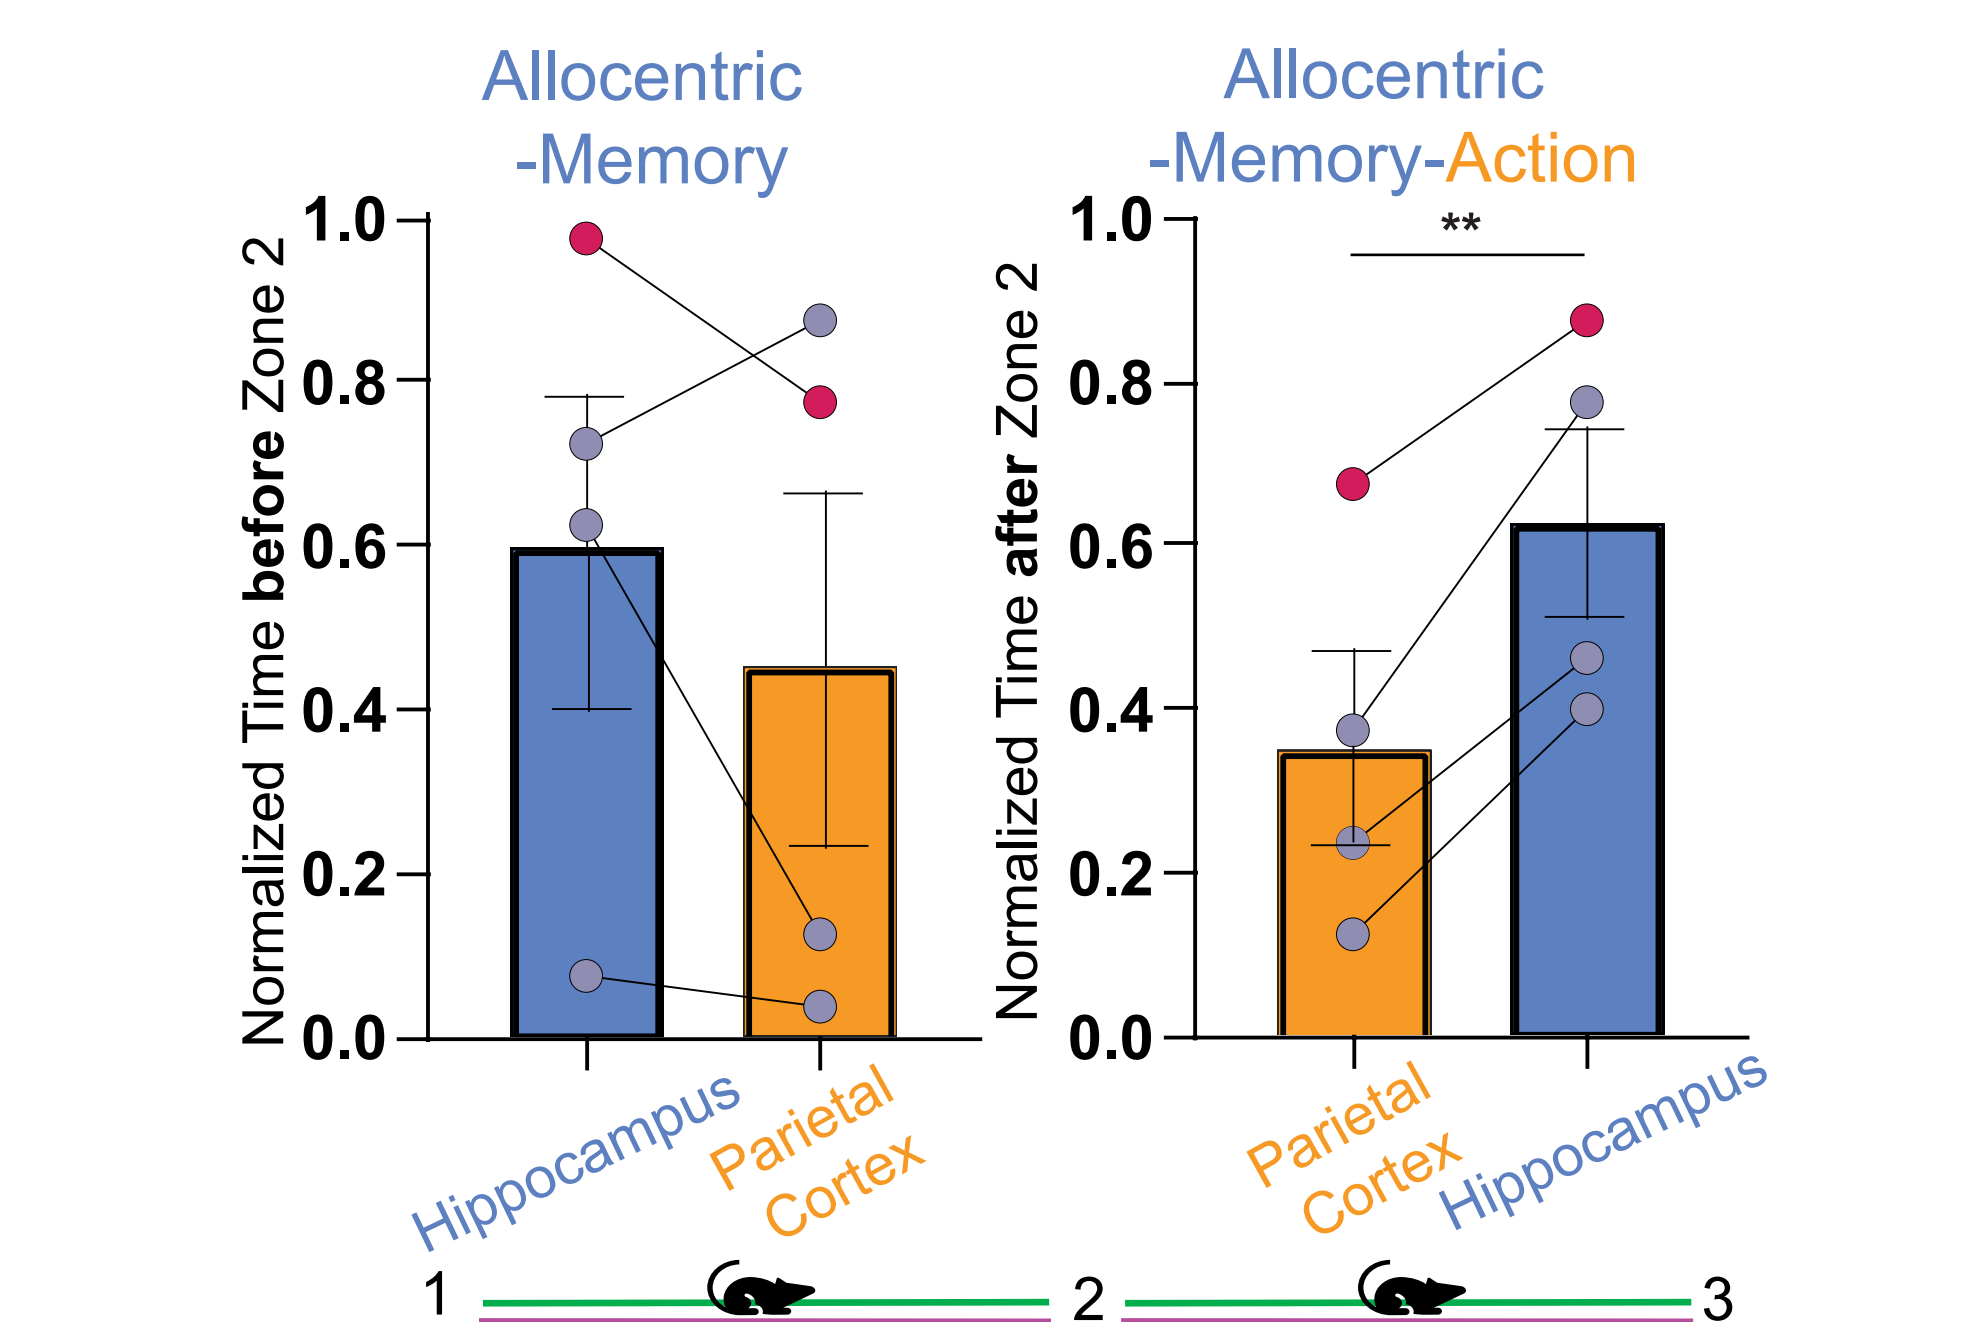 Allocentric
-Memory
Normalized Time before Zone 2
1.0
0.8
0.6
0.4
0.2
0.0
Hippocampus
Parietal
Cortex
Allocentric
-Memory-Action
Normalized Time after Zone 2
1.0
0.8
0.6
0.4
0.2
0.0
**
Parietal
Cortex
Hippocampus
1 2 3